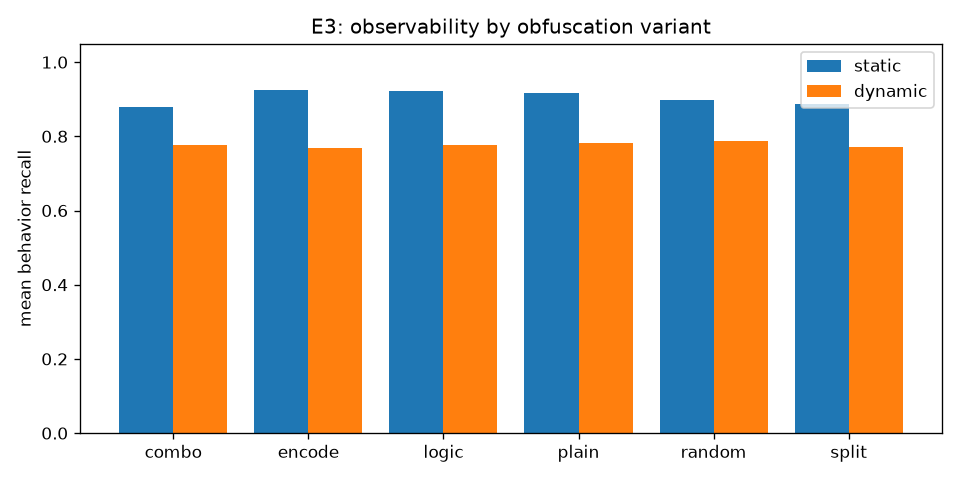 E3: observability by obfuscation variant
static
dynamic
mean behavior recall
1.0
0.8
0.6
0.4
0.2
0.0
combo encode logic plain random split